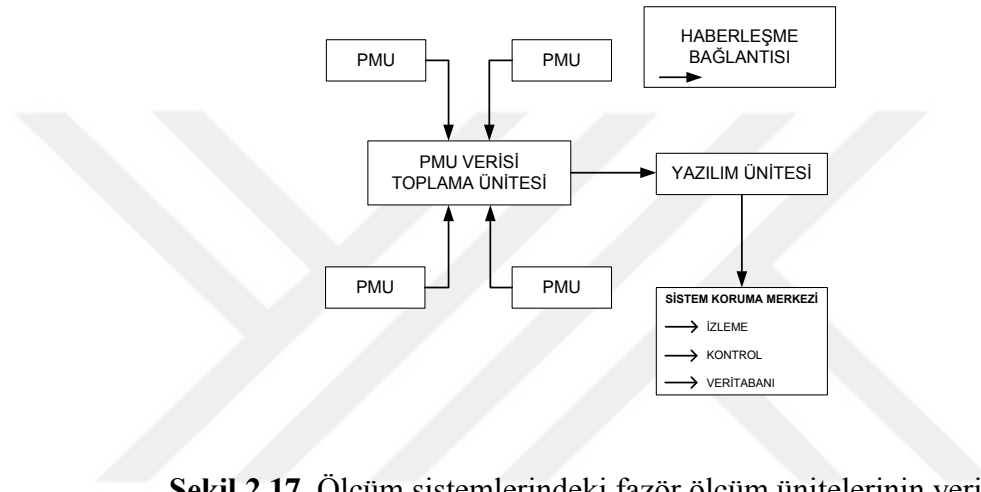 PMU
PMU
HABERLEŞME
BAĞLANTISI
PMU VERİSİ
TOPLAMA ÜNİTESİ
YAZILIM ÜNİTESİ
PMU
PMU
SİSTEM KORUMA MERKEZİ
İZLEME
KONTROL
VERİTABANI
Şekil 2.17. Ölçüm sistemlerindeki fazör ölçüm ünitelerinin veri